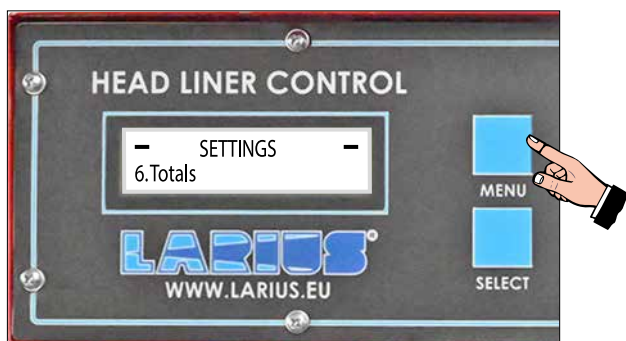 HEAD LINER CONTROL
- SETTINGS -
6.Totals
MENU
LARIUS®
WWW.LARIUS.EU
SELECT